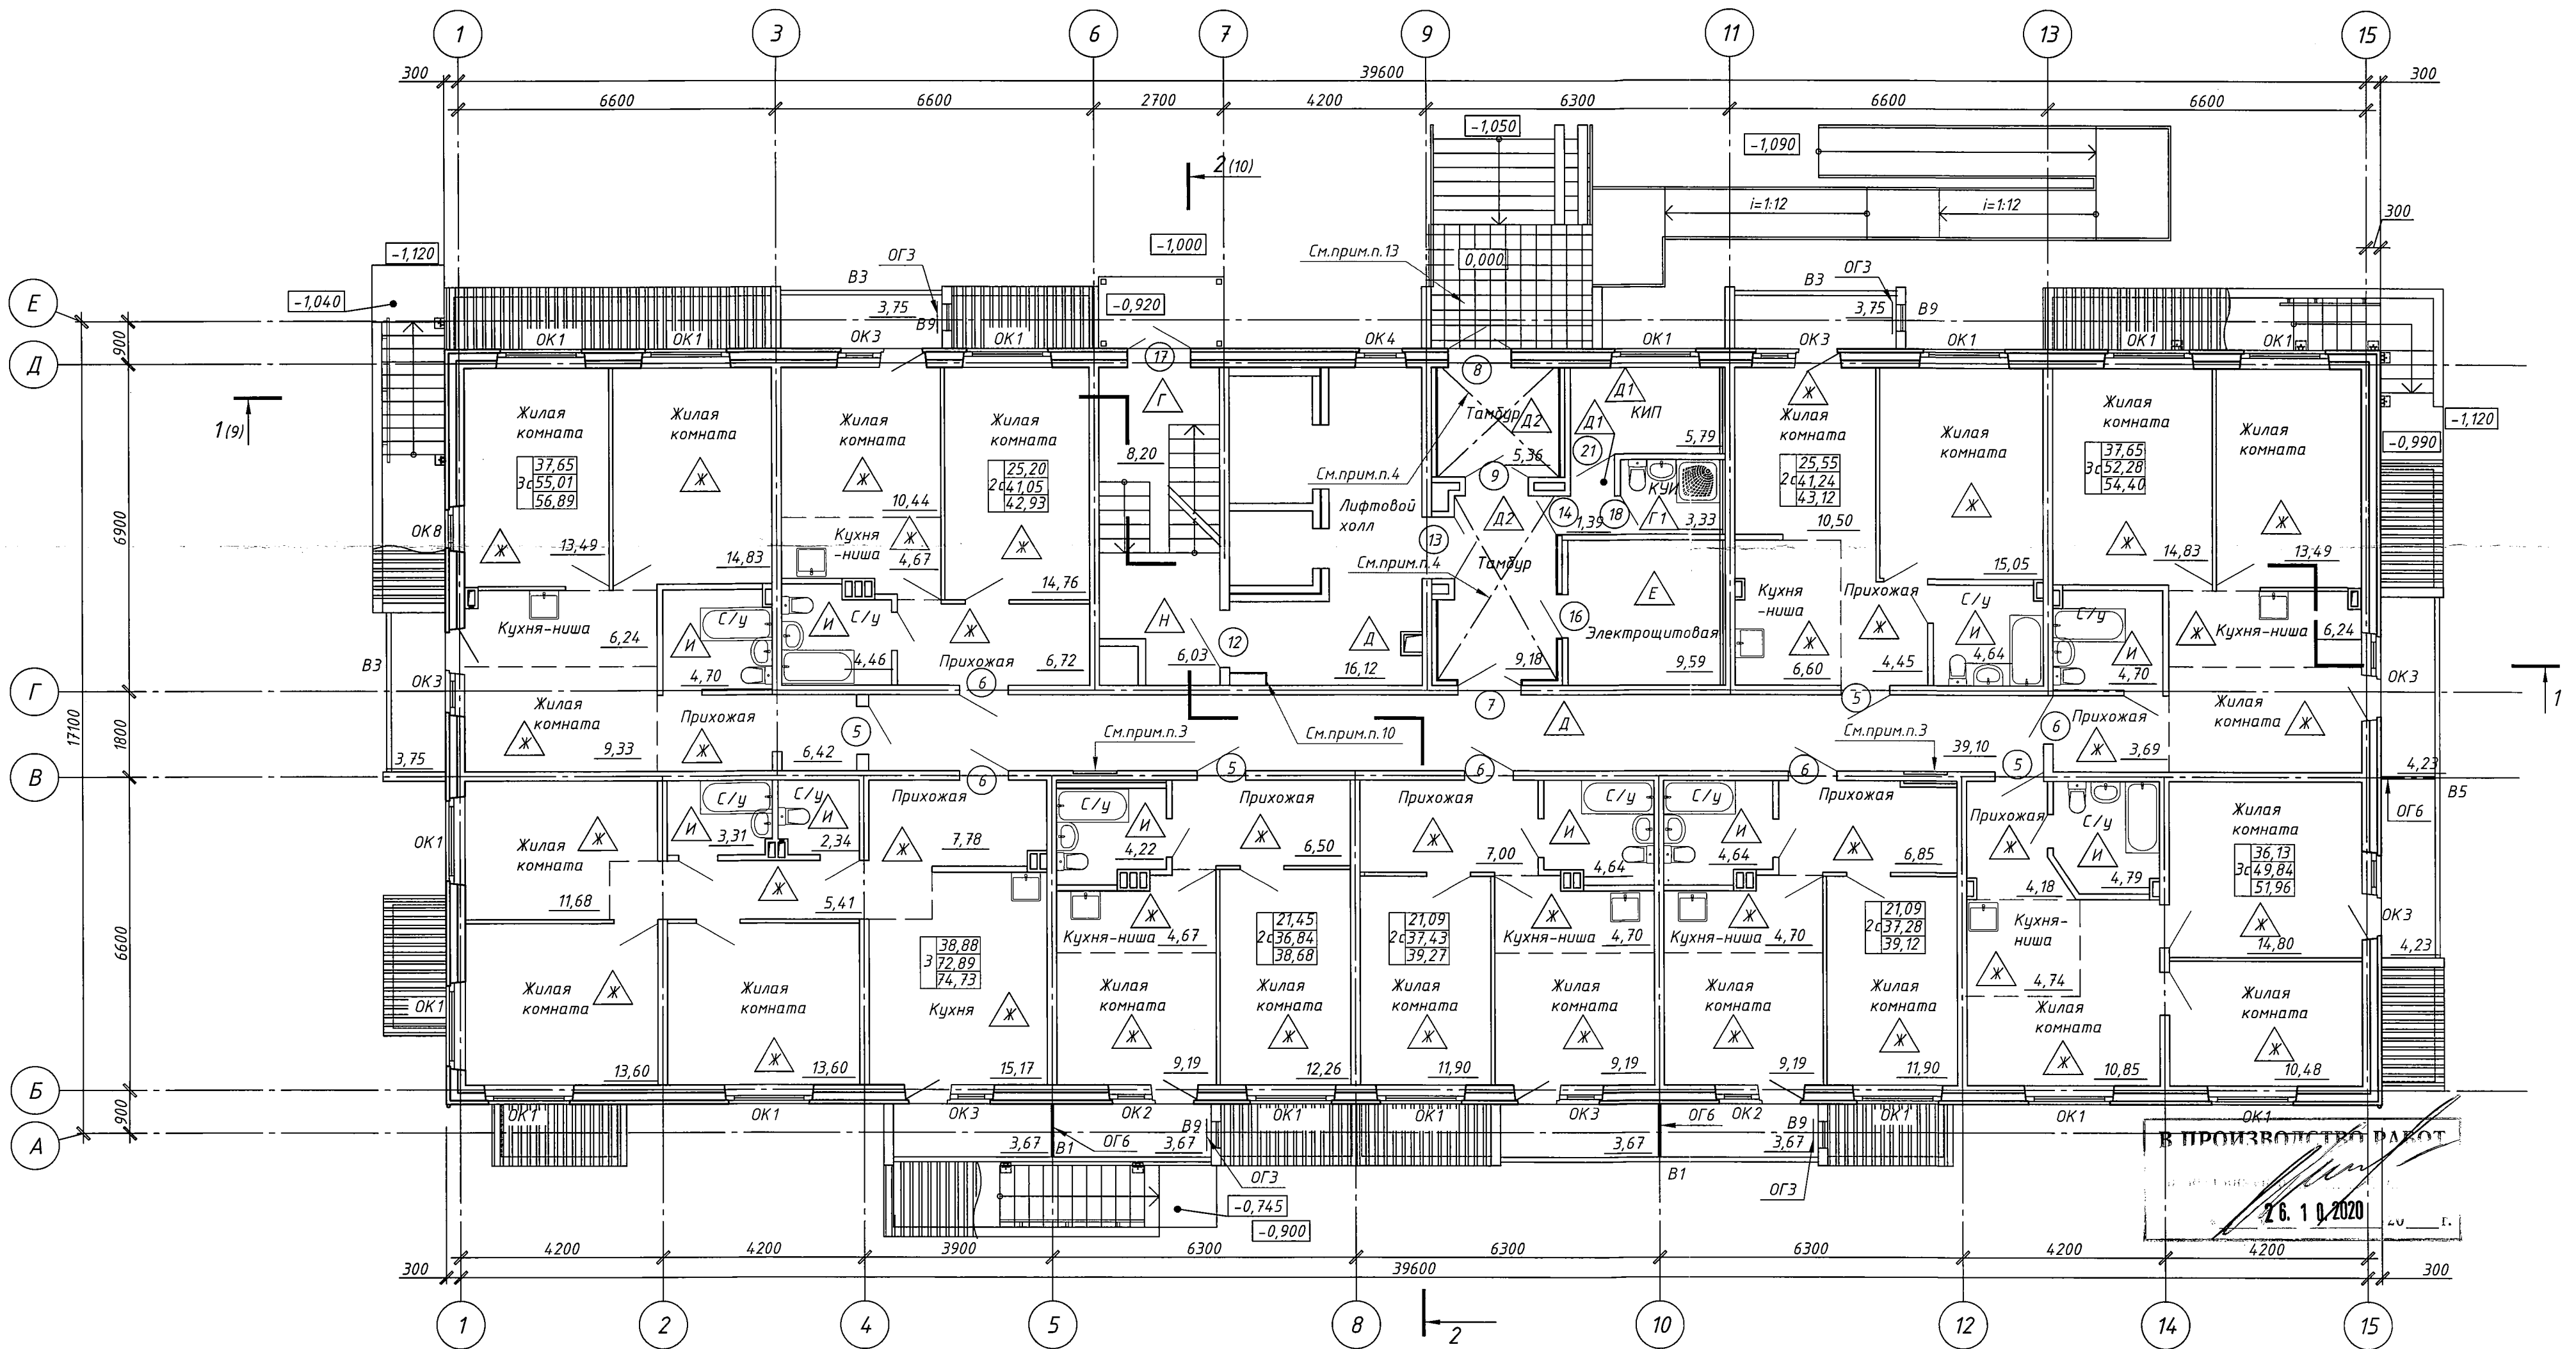 1 3 6 7 9 11 13 15
300 39600 300
6600 6600 2700 4200 6300 6600 6600
-1,050
-1,090
2 (10)
i=1:12 i=1:12
300
-1,120 -1,000 См.прим.п.13 0,000
ОГ3 В3 В3 ОГ3
-1,040 -0,920
Е
3,75 В9 3,75 В9
ОК1 ОК1 ОК3 ОК1 ОК4 ОК1 ОК3 ОК1 ОК1 ОК1
900
17
Д
8
1 (9)
Г Д1 Ж
Жилая комната
Жилая комната
Жилая комната
Жилая комната
Тамбур
Д2
Д1
КИП
Жилая комната
Жилая комната
Жилая комната
Жилая комната
-1,120
-0,990
8,20 5,36 21 5,79
3с 37,65 55,01 56,89
2с 25,20 41,05 42,93
2с 25,55 41,24 43,12
3с 37,65 52,28 54,40
Ж Ж
См.прим.п.4 9
КУИ
10,44
6900
Лифтовой холл
Д2 14 1,39 18 Г1 3,33
10,50
ОК8
Кухня-ниша
Ж 4,67
13
Ж 13,49 14,83 Ж 14,76
См.прим.п.4 Тамбур
Ж 15,05 Ж 14,83 Ж 13,49
Е
Кухня-ниша
Прихожая
С/у
Кухня-ниша
6,24
С/у
И
И
С/у
Ж
Н
12
Д
16
Электрощитовая
Ж
Ж
И
С/у
И
Ж
Кухня-ниша
6,24
В3
4,70 4,46 Прихожая 6,72 6,03 16,12 9,18 9,59 6,60 4,45 4,64 4,70
ОК3
6
Г
ОК3
1
7 5
17100
1800
Жилая комната
Прихожая
Ж 9,33 Ж 6,42
5
См.прим.п.3
См.прим.п.10
Д
См.прим.п.3
39,10
6
Прихожая
Ж 3,69
Жилая комната
Ж
3,75
4,23
В
6 5 6 6 5
В5
ОГ6
ОК1
Жилая комната
Ж
11,68
С/у
И 3,31
С/у
И 2,34
Прихожая
Ж 7,78
С/у
И 4,22
Прихожая
Ж 6,50
Прихожая
Ж 7,00
С/у
И 4,64
С/у
И 4,64
Прихожая
Ж 6,85
Прихожая
Ж 4,18
С/у
И 4,79
Жилая комната
3с 36,13 49,84 51,96
Ж 14,80
Ж 5,41
6600
3 38,88 72,89 74,73
Ж
Кухня-ниша 4,67
2с 21,45 36,84 38,68
2с 21,09 37,43 39,27
Ж
Кухня-ниша 4,70
Ж
Кухня-ниша 4,70
2с 21,09 37,28 39,12
Кухня-ниша
Ж 4,74
ОК3
4,23
ОК1
Жилая комната
Ж 13,60
Жилая комната
Ж 13,60
Кухня
Ж 15,17
Жилая комната
Ж 9,19
Жилая комната
Ж 12,26
Жилая комната
Ж 11,90
Жилая комната
Ж 9,19
Жилая комната
Ж 9,19
Жилая комната
Ж 11,90
Жилая комната
Ж 10,85
Жилая комната
Ж 10,48
Б
ОК1 ОК1 ОК3 ОК2 ОК1 ОК1 ОК3 ОГ6 ОК2 ОК1 ОК1 ОК1
900
А
3,67 В1 ОГ6 3,67 В9 3,67 3,67 В9
ОГ3 В1 ОГ3
-0,745
-0,900
В ПРОИЗВОДСТВО РАБОТ
26.10.2020 20 г.
4200 4200 3900 6300 6300 6300 4200 4200
300 39600 300
1 2 4 5 8 2 10 12 14 15